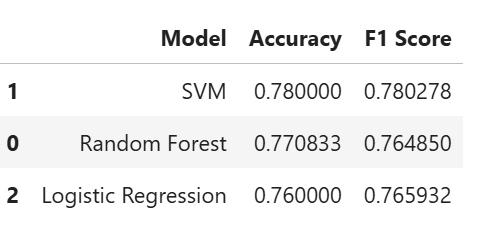 Model Accuracy F1 Score
1 SVM 0.780000 0.780278
0 Random Forest 0.770833 0.764850
2 Logistic Regression 0.760000 0.765932